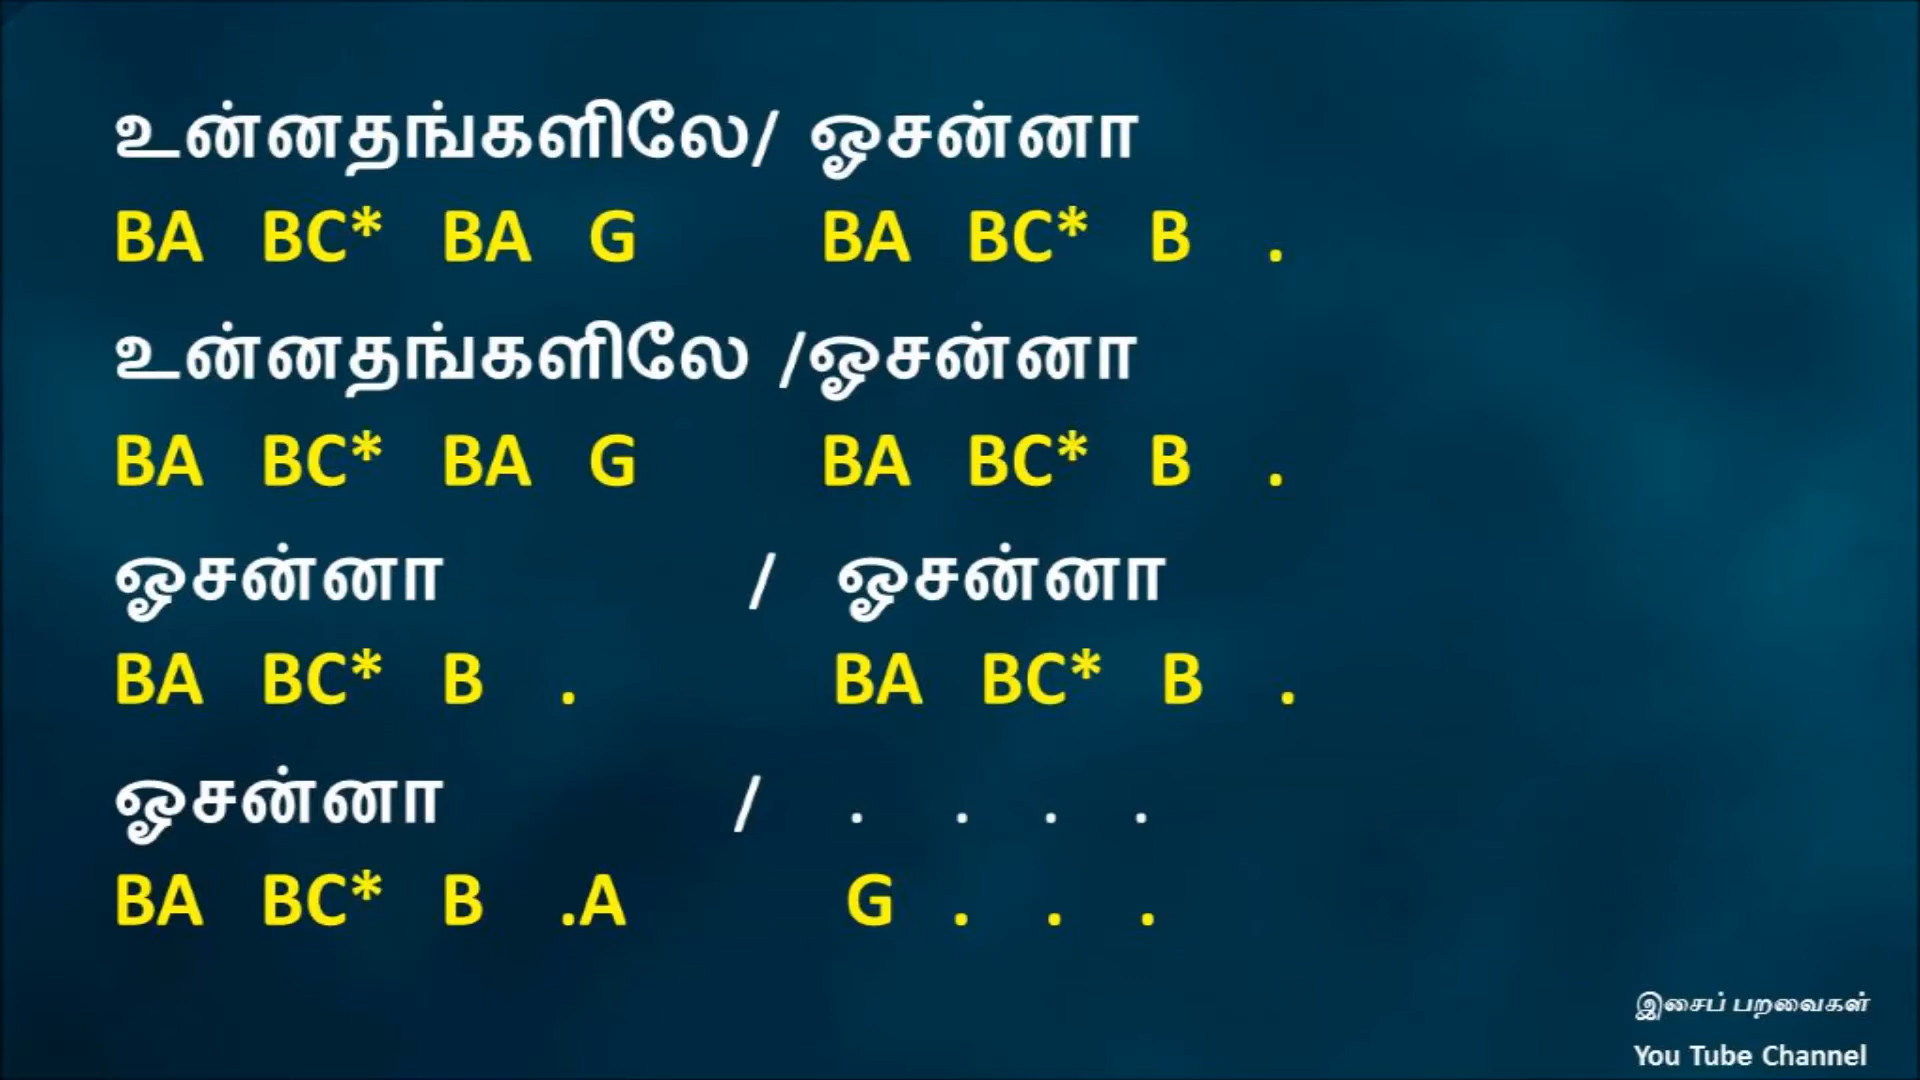 உன்னதங்களிலே/ ஓசன்னா
BA BC* BA G BA BC* B .
உன்னதங்களிலே /ஓசன்னா
BA BC* BA G BA BC* B .
ஓசன்னா / ஓசன்னா
BA BC* B . BA BC* B .
ஓசன்னா / . . . .
BA BC* B .A G . . .
இசைப் பறவைகள்
You Tube Channel